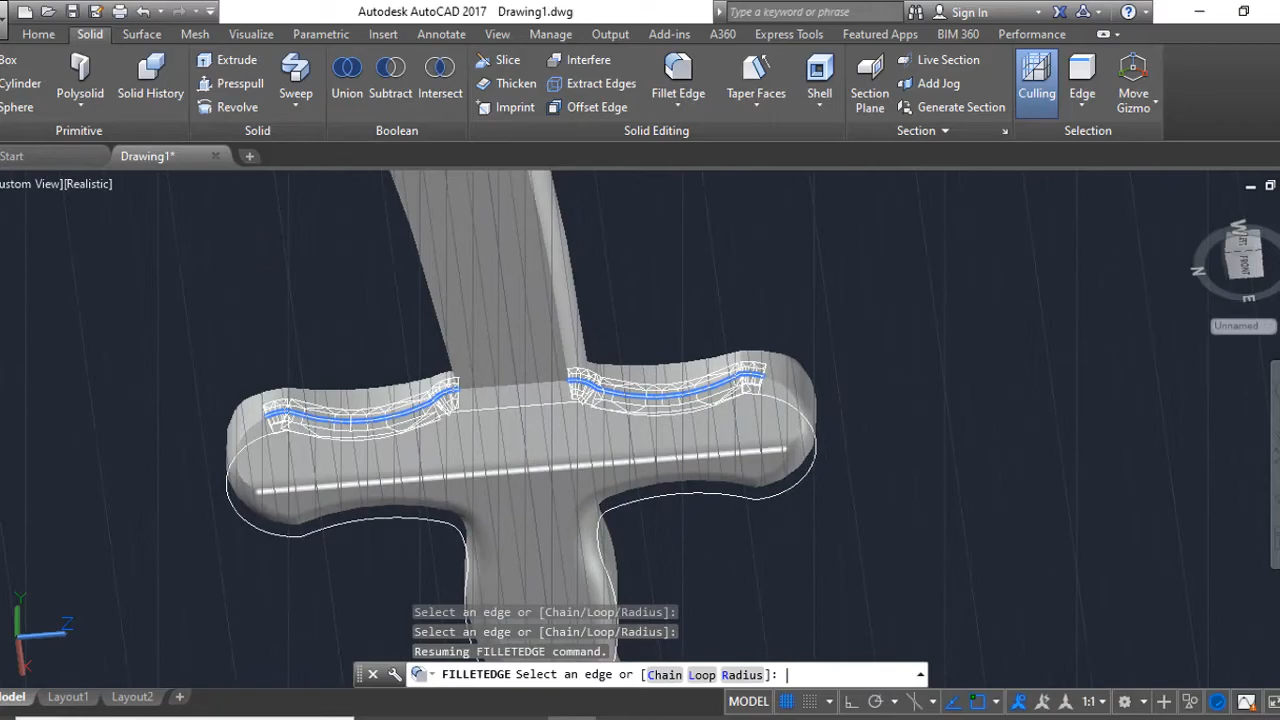 Autodesk AutoCAD 2017 Drawing1.dwg
Type a keyword or phrase
Sign In
Home Solid Surface Mesh Visualize Parametric Insert Annotate View Manage Output Add-ins A360 Express Tools Featured Apps BIM 360 Performance
Box Extrude Slice Interfere Live Section
Cylinder Presspull Thicken Extract Edges Add Jog
Sphere Revolve Imprint Offset Edge Generate Section
Polysolid Solid History Sweep Union Subtract Intersect Fillet Edge Taper Faces Shell Section Plane Culling Edge Move Gizmo
Primitive Solid Boolean Solid Editing Section Selection
Start Drawing1*
ustom View][Realistic]
W
N
FRONT
E
Unnamed
Y
Z
X
Select an edge or [Chain/Loop/Radius]:
Select an edge or [Chain/Loop/Radius]:
Resuming FILLETEDGE command.
FILLETEDGE Select an edge or [Chain Loop Radius]:
odel Layout1 Layout2 MODEL 1:1